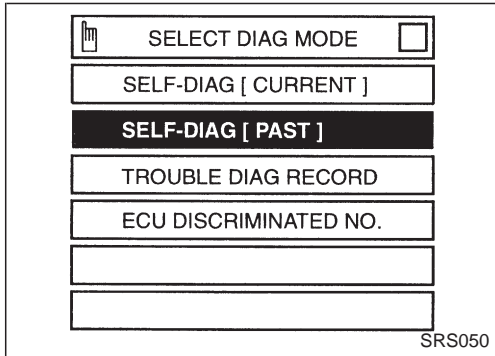 SELECT DIAG MODE
SELF-DIAG [ CURRENT ]
SELF-DIAG [ PAST ]
TROUBLE DIAG RECORD
ECU DISCRIMINATED NO.
SRS050